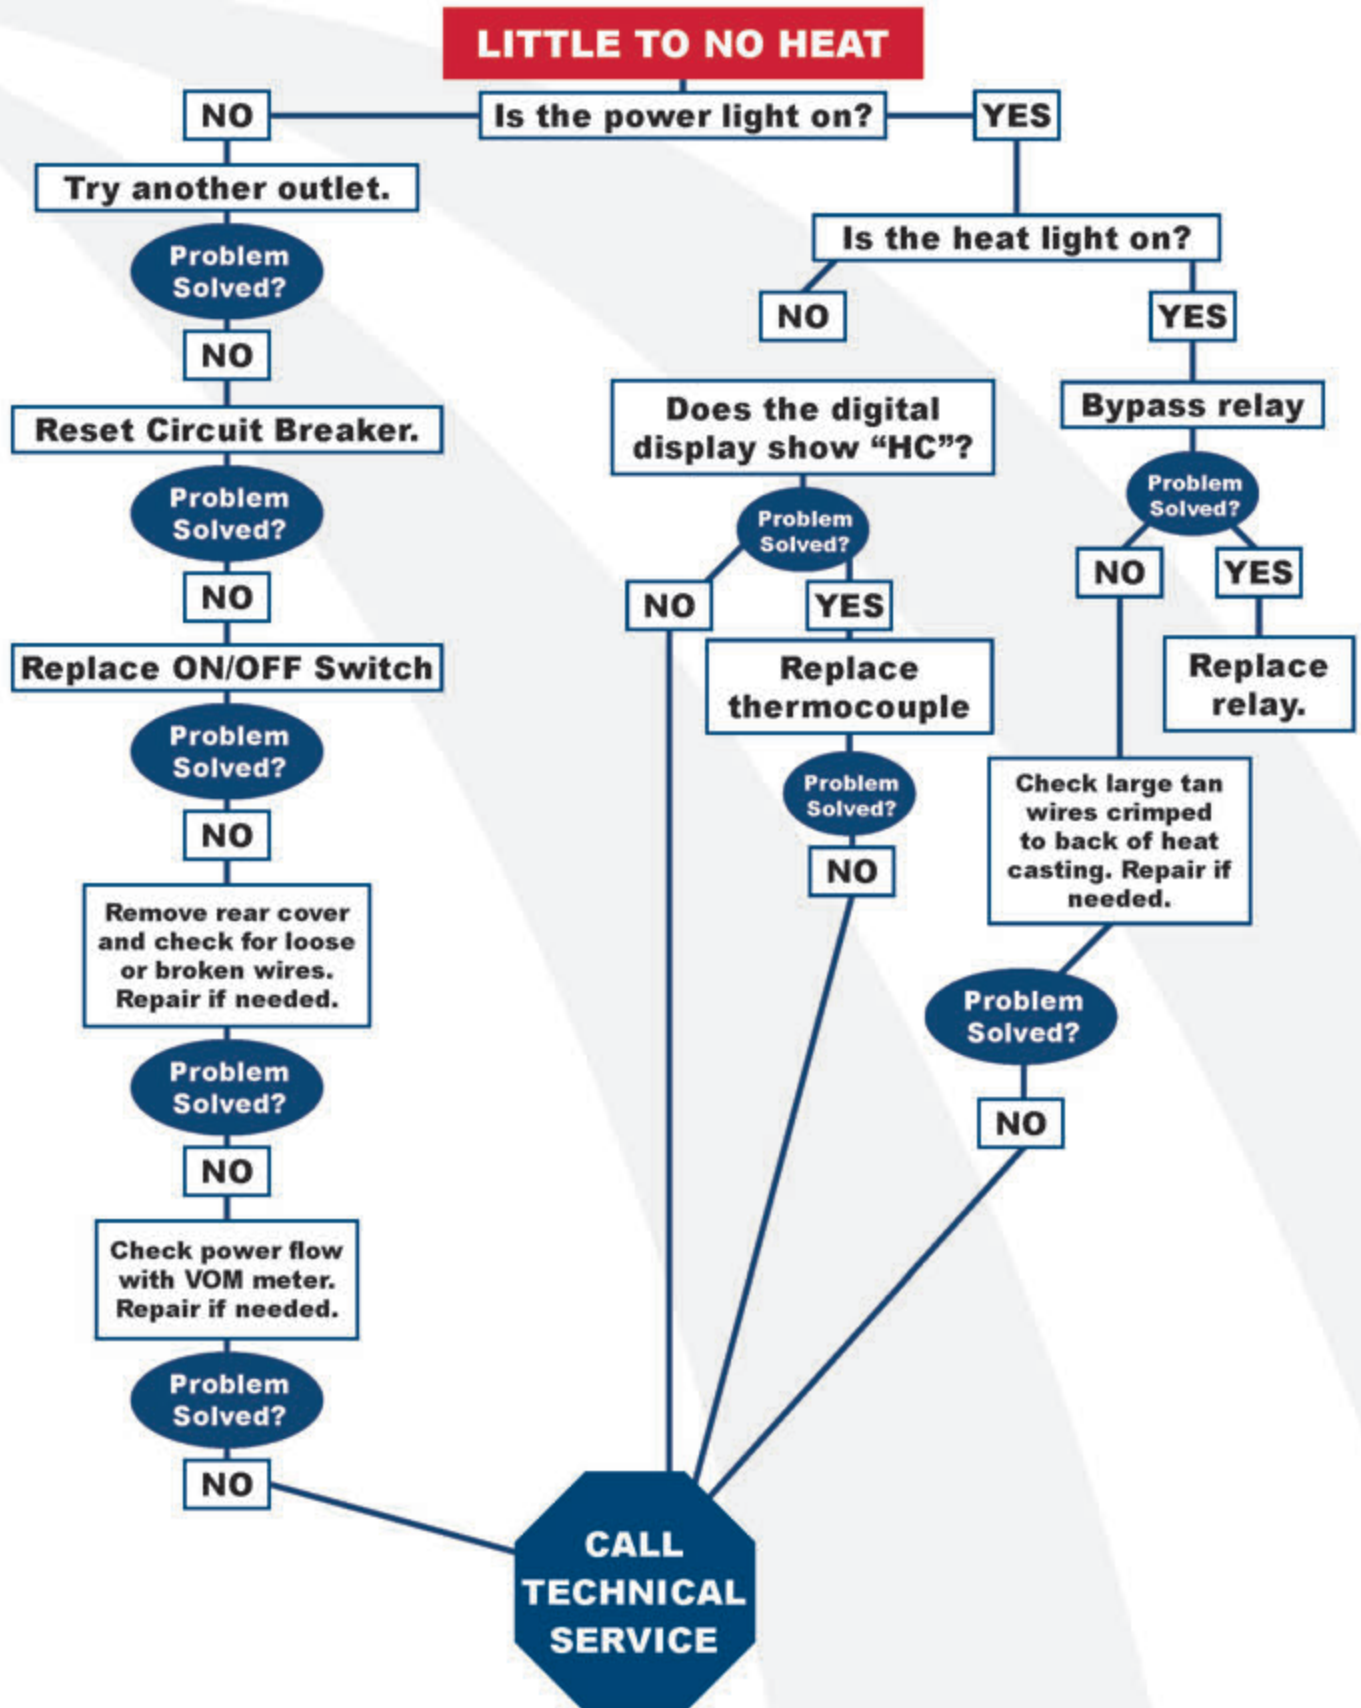 LITTLE TO NO HEAT
NO
Is the power light on?
YES
Try another outlet.
Problem
Solved?
NO
Reset Circuit Breaker.
Problem
Solved?
NO
Replace ON/OFF Switch
Problem
Solved?
NO
Remove rear cover
and check for loose
or broken wires.
Repair if needed.
Problem
Solved?
NO
Check power flow
with VOM meter.
Repair if needed.
Problem
Solved?
NO
Is the heat light on?
NO
Does the digital
display show “HC”?
Problem
Solved?
NO
YES
Replace
thermocouple
Problem
Solved?
NO
YES
Bypass relay
Problem
Solved?
NO
YES
Replace
relay.
Check large tan
wires crimped
to back of heat
casting. Repair if
needed.
Problem
Solved?
NO
CALL
TECHNICAL
SERVICE